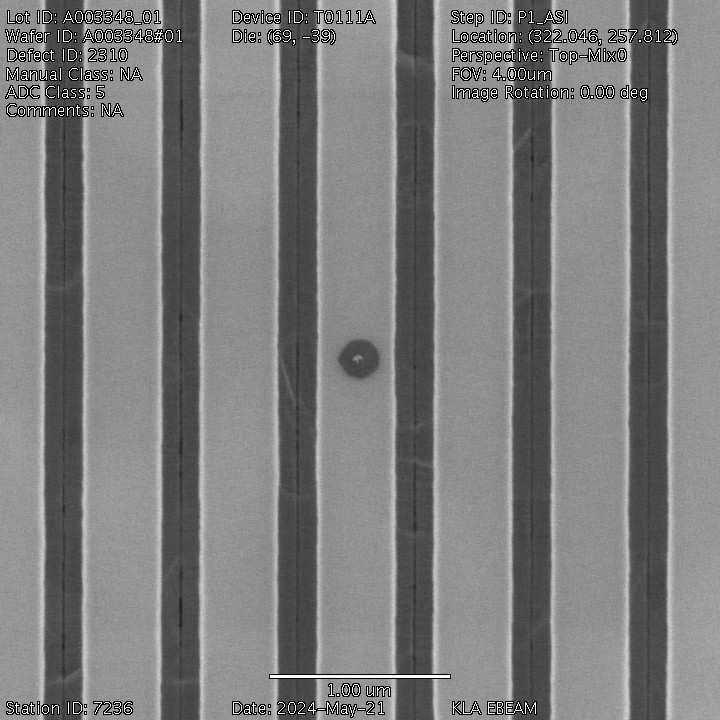 Lot ID: A003348_01
Wafer ID: A003348#01
Defect ID: 2310
Manual Class: NA
ADC Class: 5
Comments: NA
Device ID: T0111A
Die: (69, -39)
Step ID: P1_ASI
Location: (322.046, 257.812)
Perspective: Top-Mix0
FOV: 4.00um
Image Rotation: 0.00 deg
1.00 um
Station ID: 7236
Date: 2024-May-21
KLA EBEAM